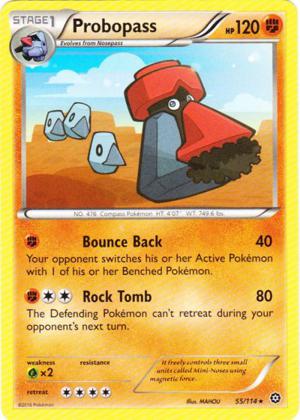 STAGE1
Probopass
HP 120
Evolves from Nosepass
NO. 476 Compass Pokémon HT. 4'07" WT. 749.6 lbs.
Bounce Back 40
Your opponent switches his or her Active Pokémon
with 1 of his or her Benched Pokémon.
Rock Tomb 80
The Defending Pokémon can't retreat during your
opponent's next turn.
weakness resistance
×2
retreat
It freely controls three small
units called Mini-Noses using
magnetic force.
©2016 Pokémon
Illus. MAHOU
55/114 ★